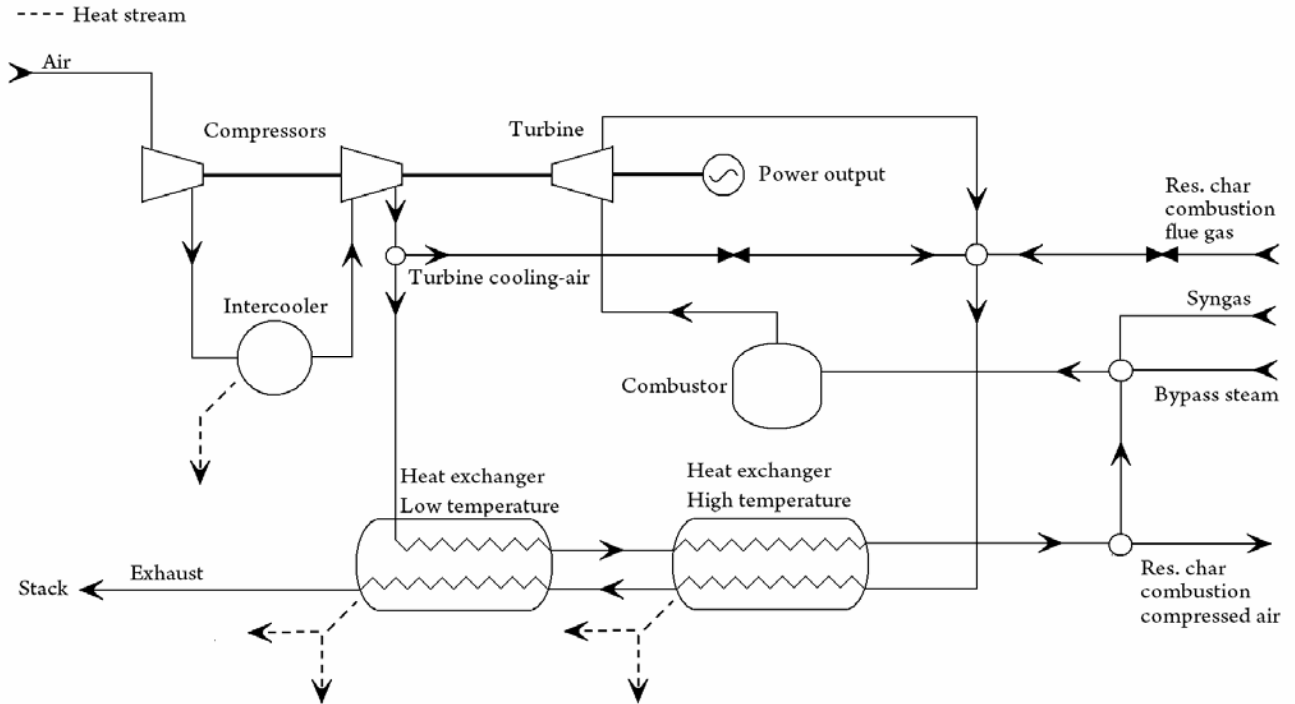 Heat stream
Air
Compressors
Turbine
Power output
Res. char
combustion
flue gas
Turbine cooling-air
Syngas
Intercooler
Combustor
Bypass steam
Heat exchanger
Low temperature
Heat exchanger
High temperature
Exhaust
Stack
Res. char
combustion
compressed air